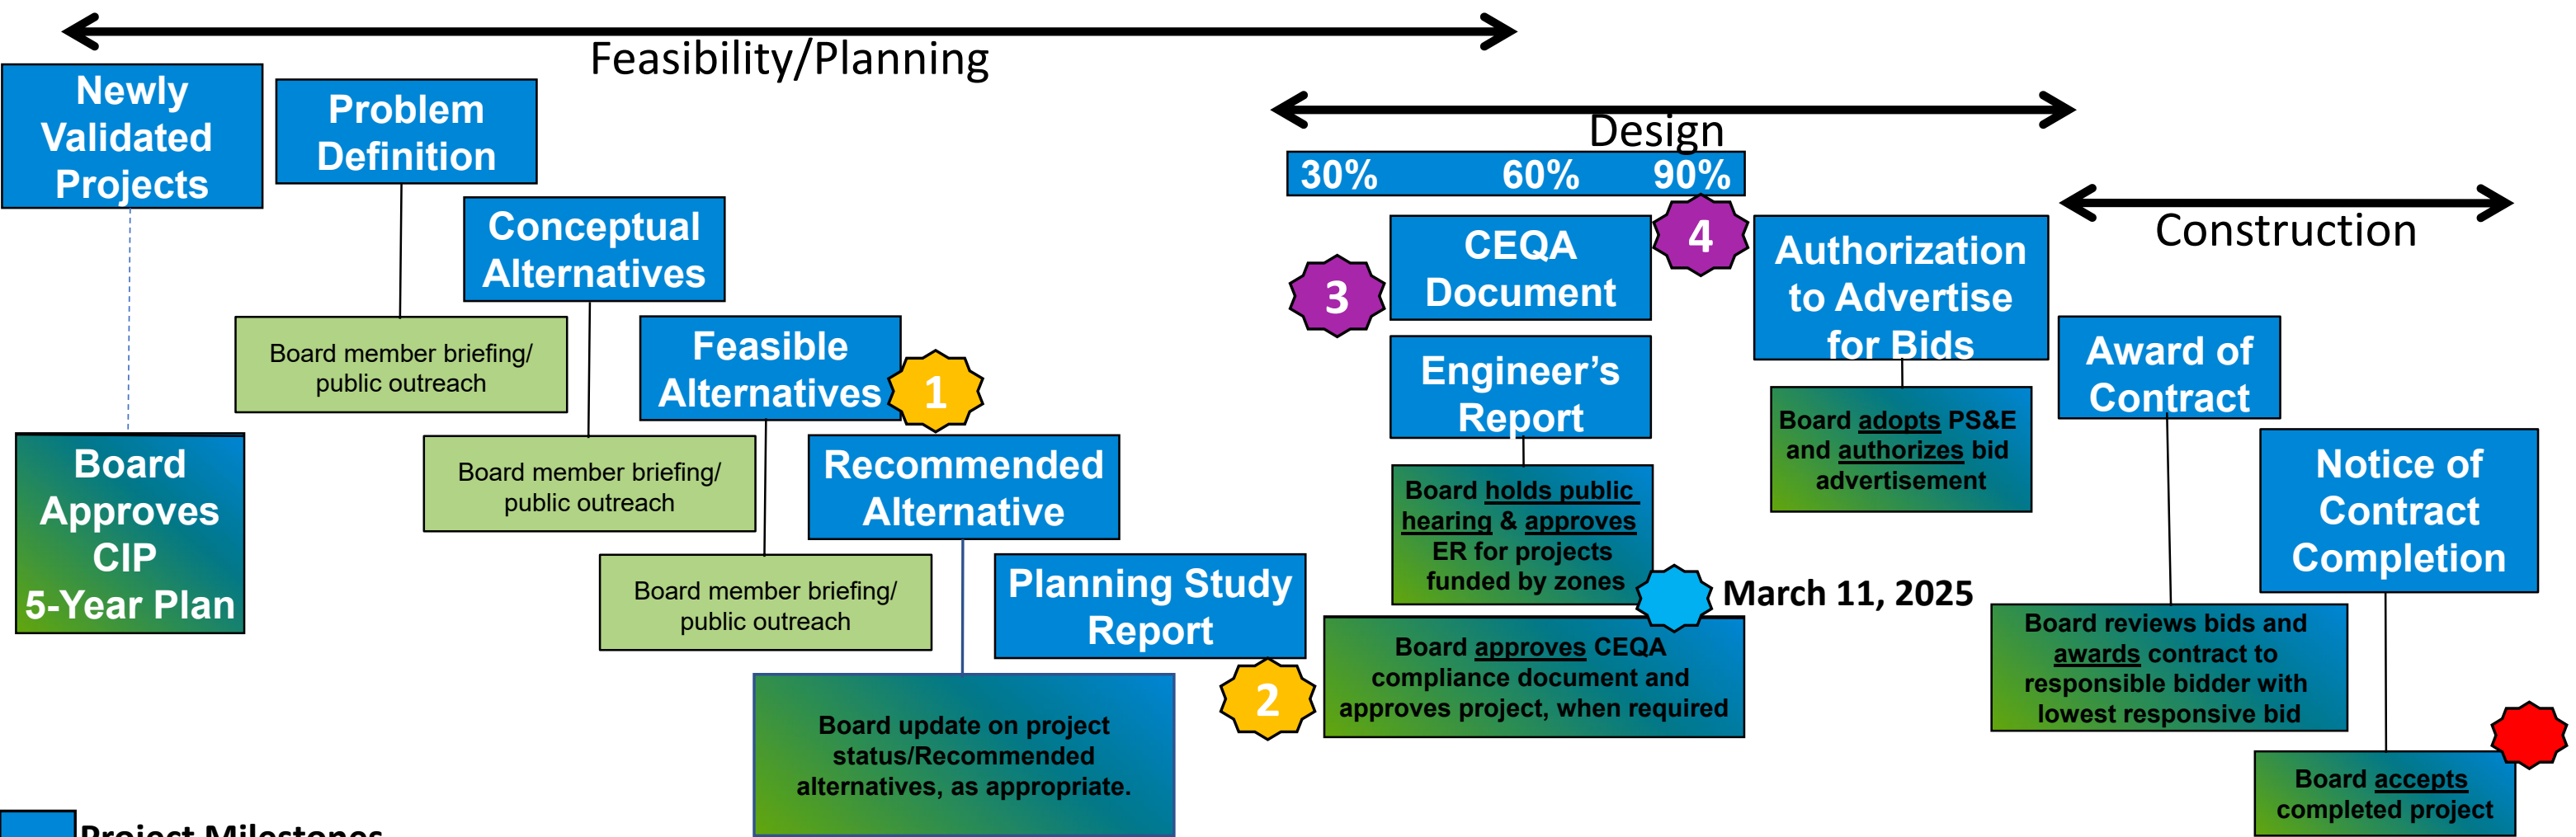 Feasibility/Planning
Newly
Validated
Projects
Problem
Definition
Design
30% 60% 90%
Conceptual
Alternatives
CEQA
Document
3
4
Authorization
to Advertise
for Bids
Construction
Board member briefing/
public outreach
Feasible
Alternatives
1
Engineer's
Report
Award of
Contract
Board adopts PS&E
and authorizes bid
advertisement
Board
Approves
CIP
5-Year Plan
Board member briefing/
public outreach
Recommended
Alternative
Board holds public
hearing & approves
ER for projects
funded by zones
Notice of
Contract
Completion
Board member briefing/
public outreach
Planning Study
Report
2
March 11, 2025
Board approves CEQA
compliance document and
approves project, when required
Board reviews bids and
awards contract to
responsible bidder with
lowest responsive bid
Board update on project
status/Recommended
alternatives, as appropriate.
Board accepts
completed project
Project Milestones